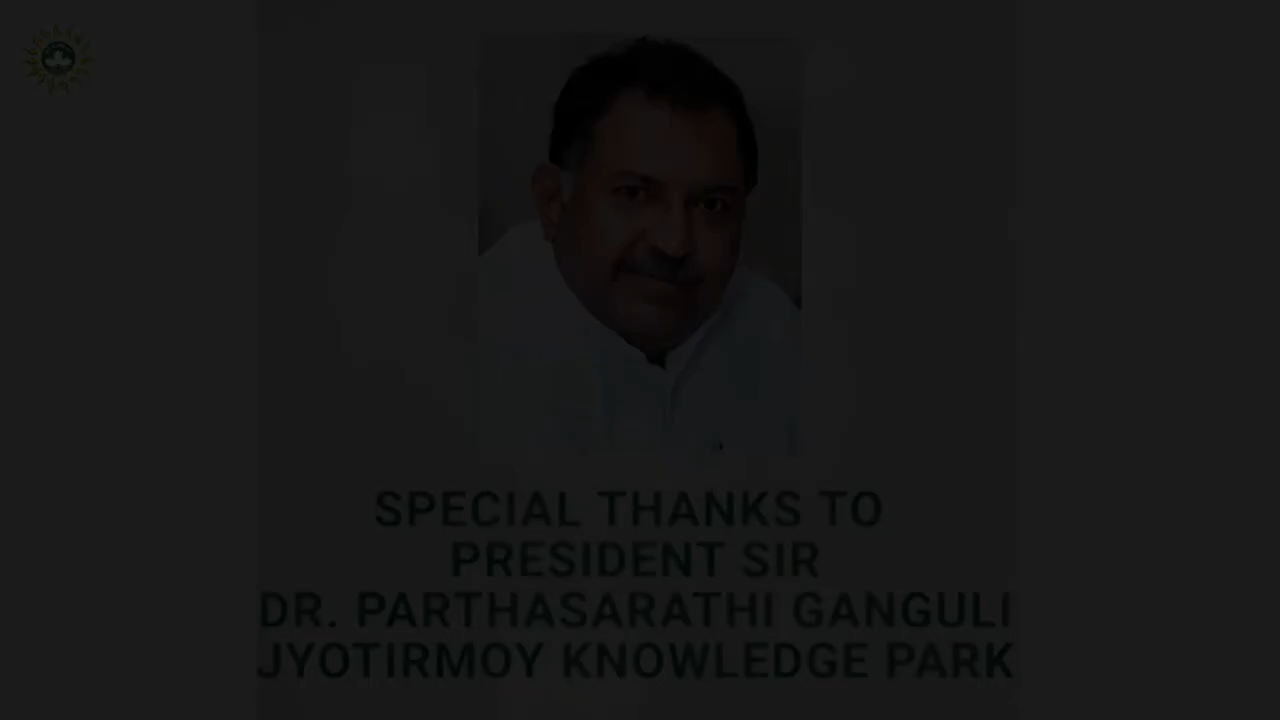 SPECIAL THANKS TO
PRESIDENT SIR
DR. PARTHASARATHI GANGULI
JYOTIRMOY KNOWLEDGE PARK